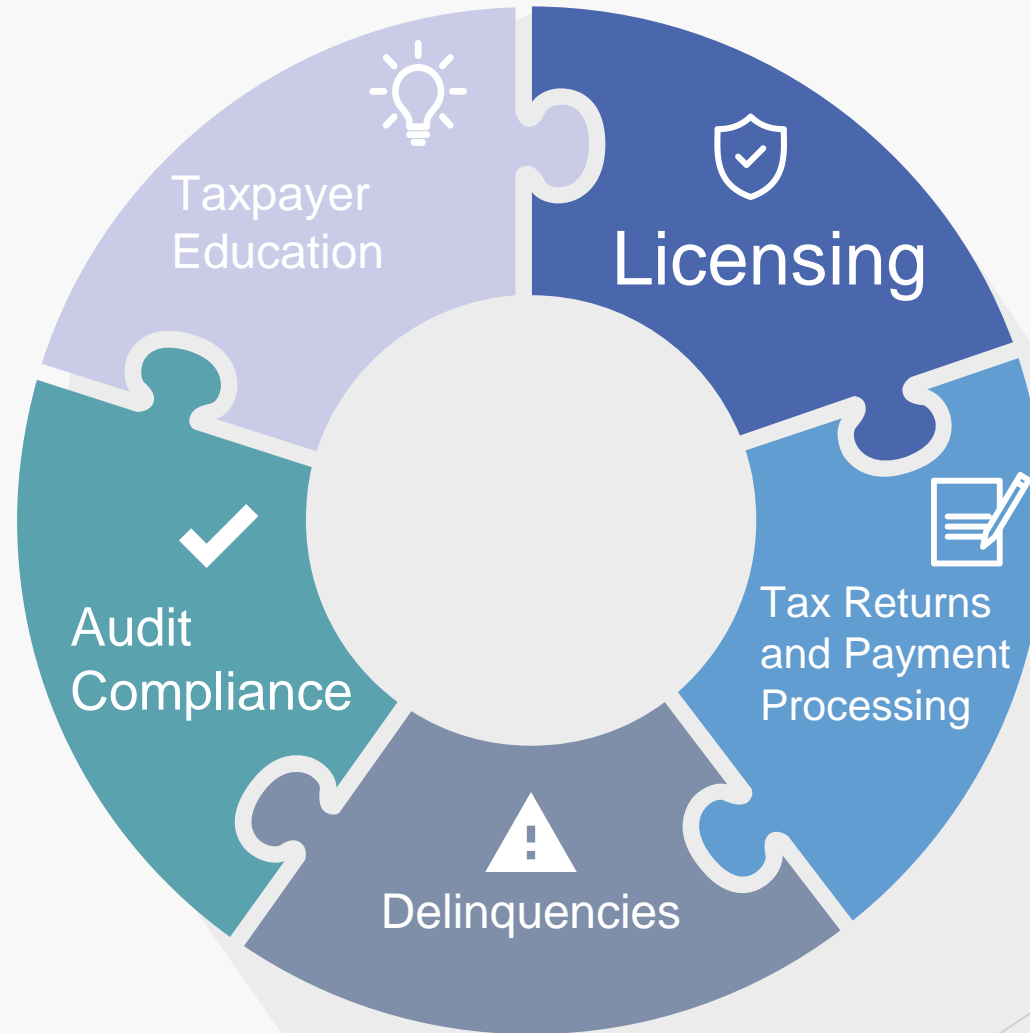 Taxpayer
Education
Licensing
Tax Returns
and Payment
Processing
Delinquencies
Audit
Compliance